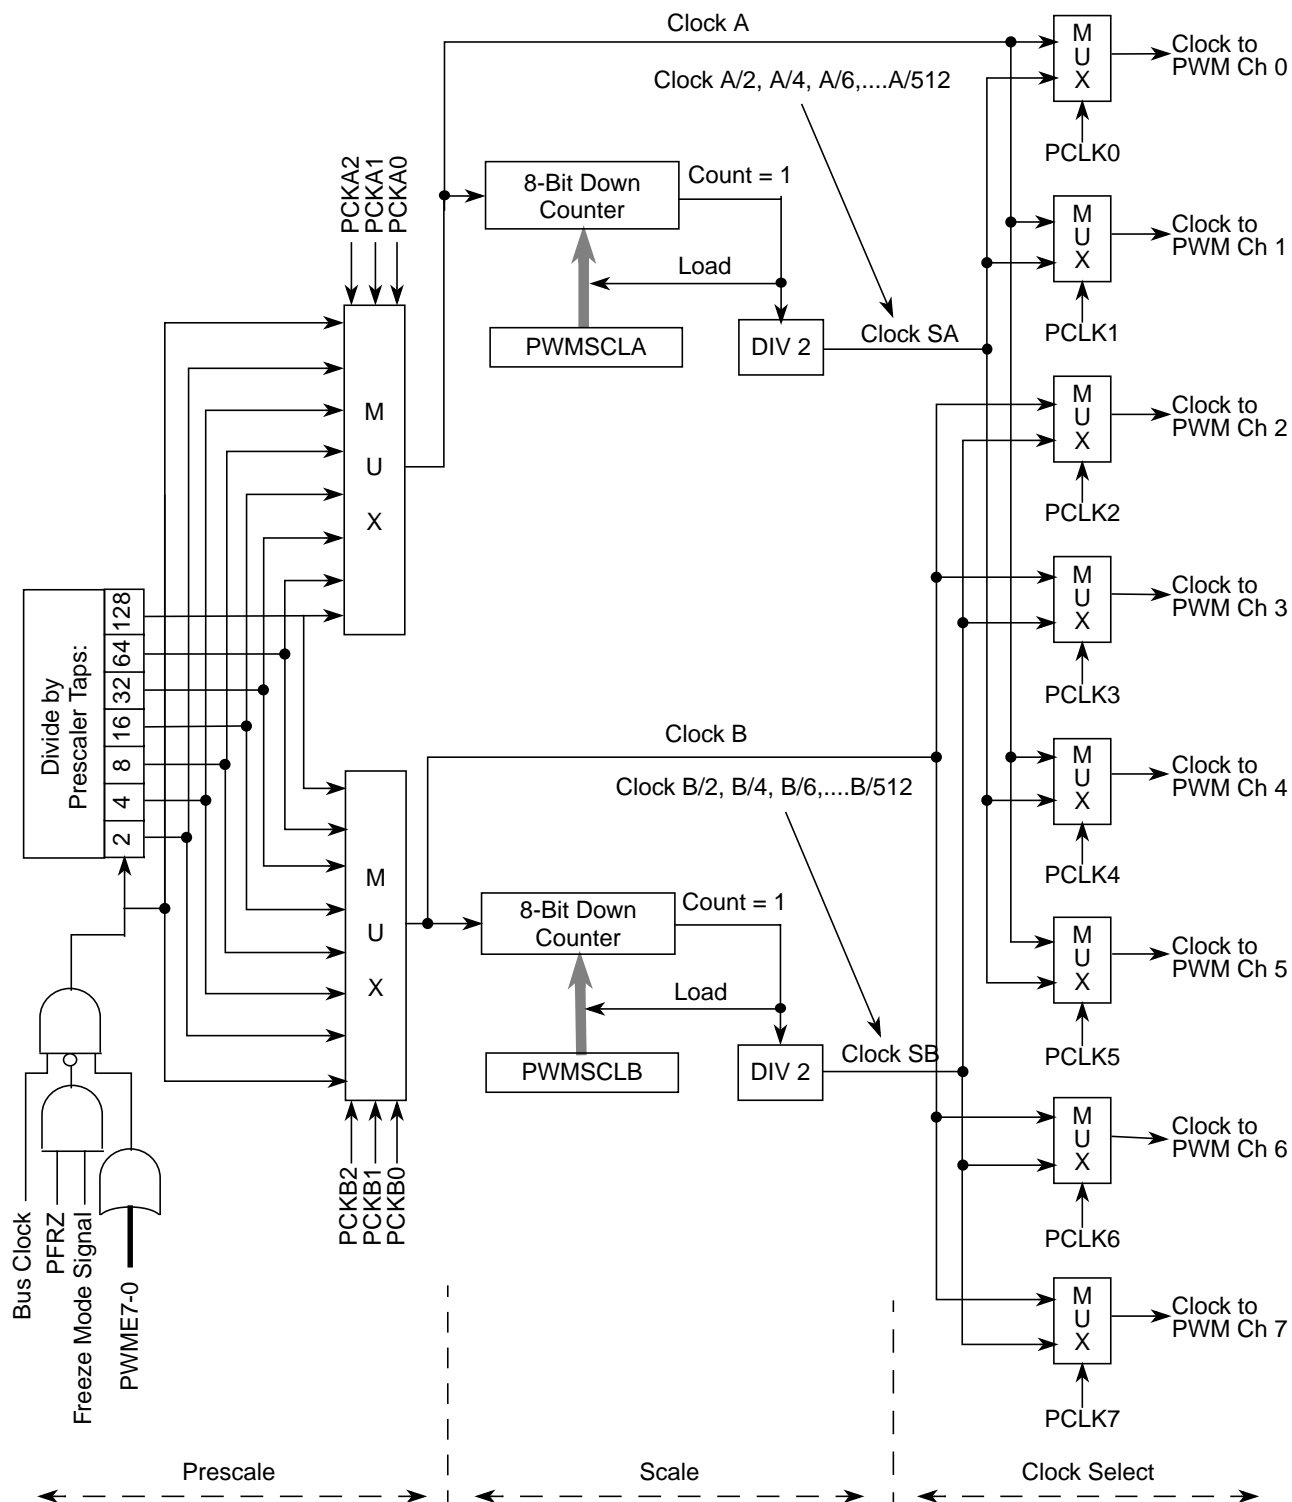 Clock A
Clock A/2, A/4, A/6,....A/512
M
U
X
Clock to
PWM Ch 0
PCLK0
PCKA2
PCKA1
PCKA0
8-Bit Down
Counter
Count = 1
Load
PWMSCLA
DIV 2
Clock SA
M
U
X
Clock to
PWM Ch 1
PCLK1
M
U
X
M
U
X
Clock to
PWM Ch 2
PCLK2
M
U
X
Clock to
PWM Ch 3
PCLK3
Divide by
Prescaler Taps:
128
64
32
16
8
4
2
Clock B
Clock B/2, B/4, B/6,....B/512
M
U
X
Clock to
PWM Ch 4
PCLK4
M
U
X
8-Bit Down
Counter
Count = 1
Load
PWMSCLB
DIV 2
Clock SB
M
U
X
Clock to
PWM Ch 5
PCLK5
PCKB2
PCKB1
PCKB0
M
U
X
Clock to
PWM Ch 6
PCLK6
Bus Clock
PFRZ
Freeze Mode Signal
PWME7-0
M
U
X
Clock to
PWM Ch 7
PCLK7
Prescale
Scale
Clock Select